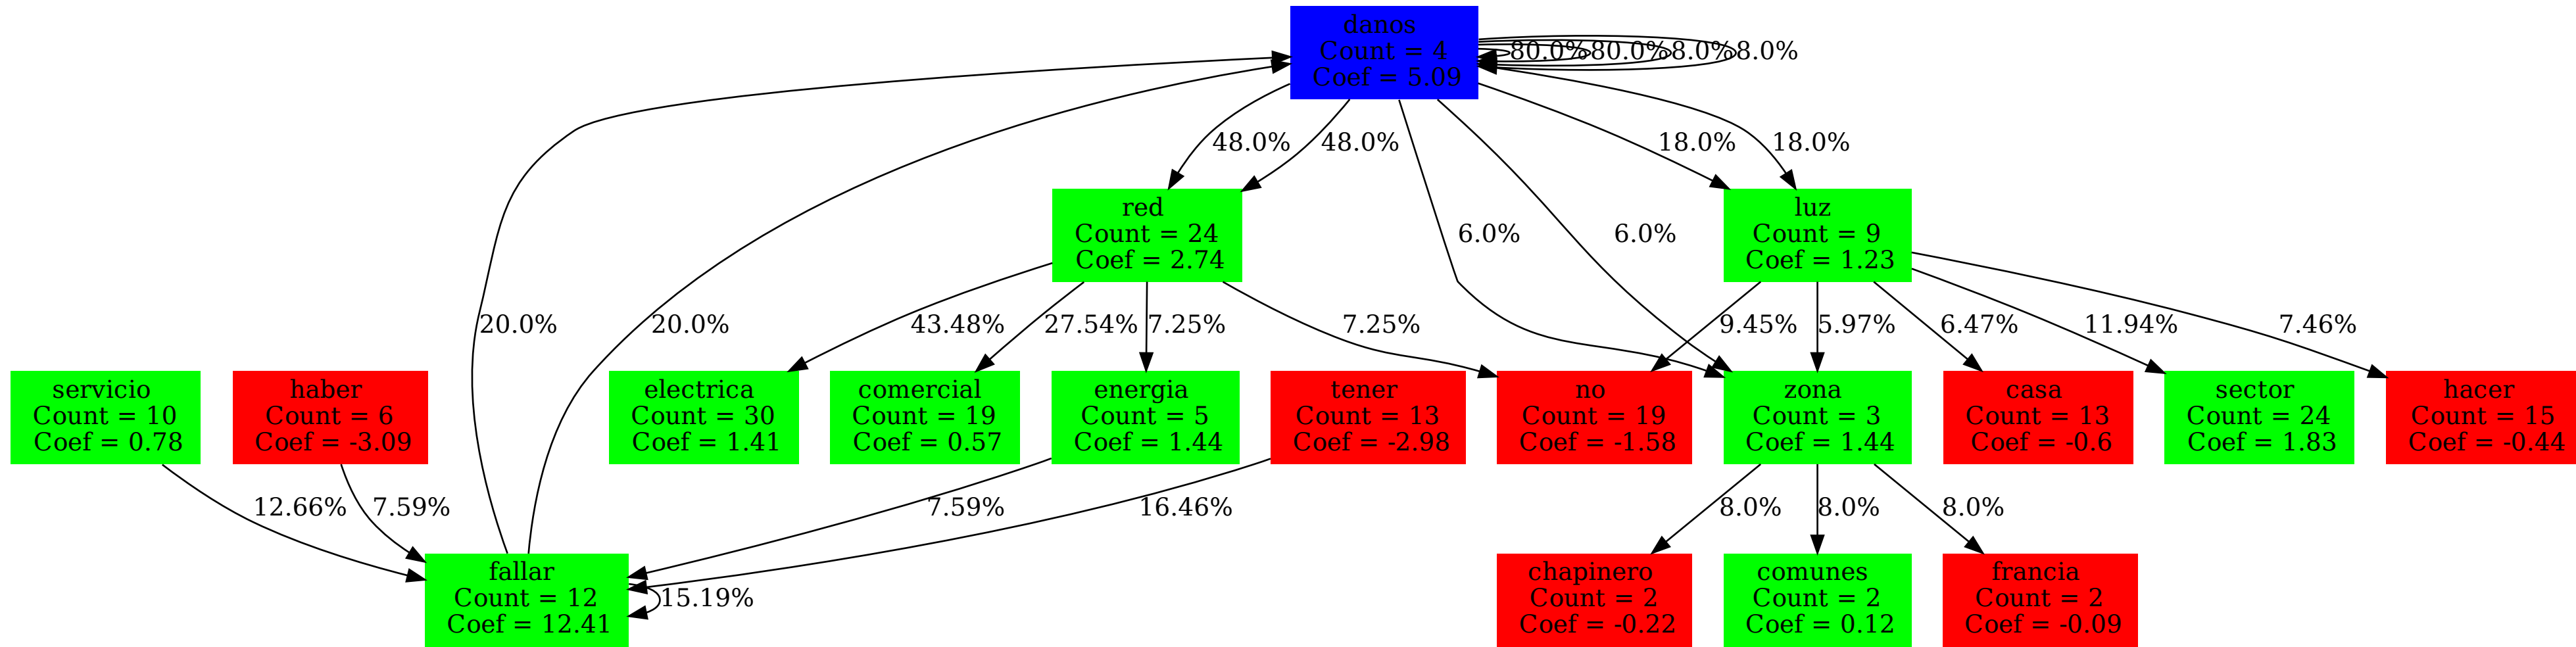 danos
Count = 4
Coef = 5.09
80.0%
80.0%
8.0%
8.0%
48.0%
48.0%
18.0%
18.0%
red
Count = 24
Coef = 2.74
6.0%
6.0%
luz
Count = 9
Coef = 1.23
20.0%
20.0%
43.48%
27.54%
7.25%
7.25%
9.45%
5.97%
6.47%
11.94%
7.46%
servicio
Count = 10
Coef = 0.78
haber
Count = 6
Coef = -3.09
electrica
Count = 30
Coef = 1.41
comercial
Count = 19
Coef = 0.57
energia
Count = 5
Coef = 1.44
tener
Count = 13
Coef = -2.98
no
Count = 19
Coef = -1.58
zona
Count = 3
Coef = 1.44
casa
Count = 13
Coef = -0.6
sector
Count = 24
Coef = 1.83
hacer
Count = 15
Coef = -0.44
12.66%
7.59%
7.59%
16.46%
8.0%
8.0%
8.0%
fallar
Count = 12
Coef = 12.41
15.19%
chapinero
Count = 2
Coef = -0.22
comunes
Count = 2
Coef = 0.12
francia
Count = 2
Coef = -0.09